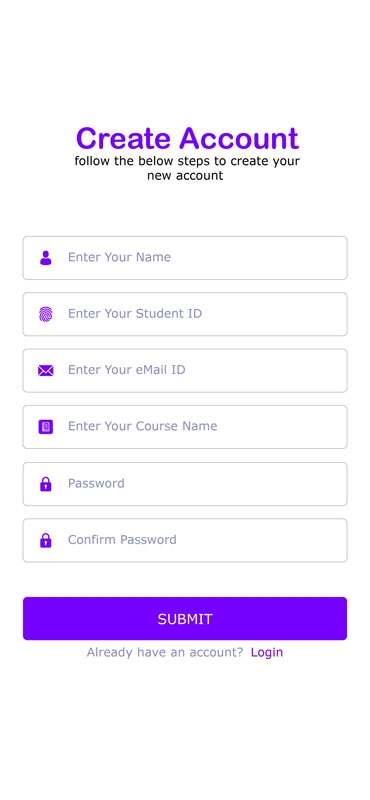 Create Account
follow the below steps to create your
new account
Enter Your Name
Enter Your Student ID
Enter Your eMail ID
Enter Your Course Name
Password
Confirm Password
SUBMIT
Already have an account? Login